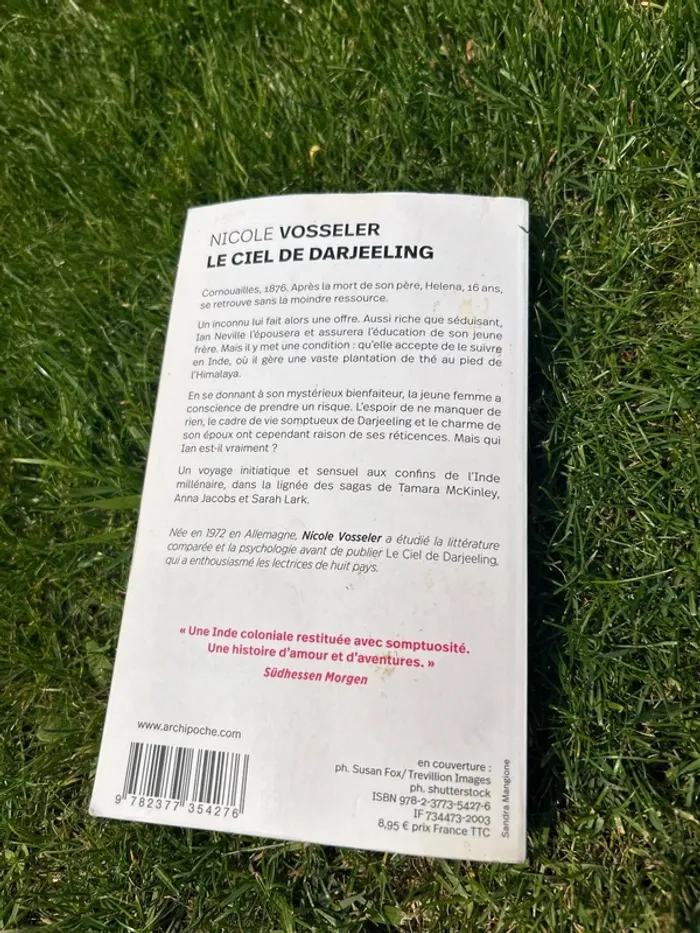 NICOLE VOSSELER
LE CIEL DE DARJEELING
Cornouailles, 1876. Après la mort de son père, Helena, 16 ans,
se retrouve sans la moindre ressource.
Un inconnu lui fait alors une offre. Aussi riche que séduisant,
Ian Neville l'épousera et assurera l'éducation de son jeune
frère. Mais il y met une condition : qu'elle accepte de le suivre
en Inde, où il gère une vaste plantation de thé au pied de
l'Himalaya.
En se donnant à son mystérieux bienfaiteur, la jeune femme a
conscience de prendre un risque. L'espoir de ne manquer de
rien, le cadre de vie somptueux de Darjeeling et le charme de
son époux ont cependant raison de ses réticences. Mais qui
Ian est-il vraiment ?
Un voyage initiatique et sensuel aux confins de l'Inde
millénaire, dans la lignée des sagas de Tamara McKinley,
Anna Jacobs et Sarah Lark.
Née en 1972 en Allemagne, Nicole Vosseler a étudié la littérature
comparée et la psychologie avant de publier Le Ciel de Darjeeling,
qui a enthousiasmé les lectrices de huit pays.
« Une Inde coloniale restituée avec somptuosité.
Une histoire d'amour et d'aventures. »
Südhessen Morgen
www.archipoche.com
9 782377 354276
en couverture :
ph. Susan Fox/Trevillion Images
ph. shutterstock
ISBN 978-2-3773-5427-6
IF 734473-2003
8,95 € prix France TTC
Sandra Mangione